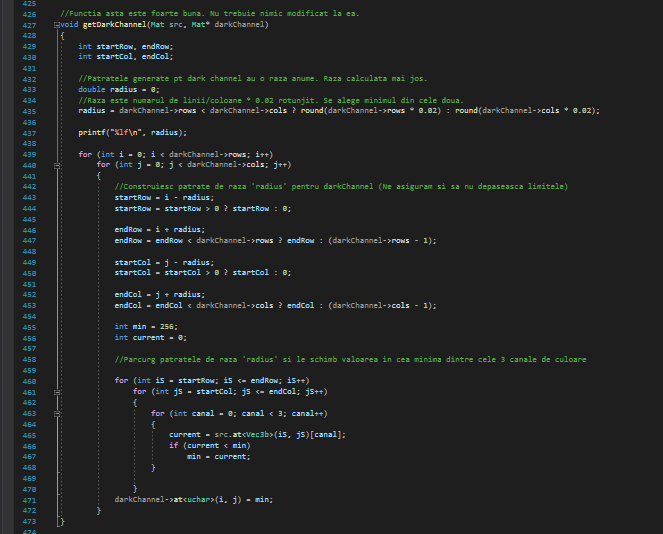 425
426 //Functia asta este foarte buna. Nu trebuie nimic modificat la ea.
427 void getDarkChannel(Mat src, Mat* darkChannel)
428 {
429 int startRow, endRow;
430 int startCol, endCol;
431
432 //Patratele generate pt dark channel au o raza anume. Raza calculata mai jos.
433 double radius = 0;
434 //Raza este numarul de linii/coloane * 0.02 rotunjit. Se alege minimul din cele doua.
435 radius = darkChannel->rows < darkChannel->cols ? round(darkChannel->rows * 0.02) : round(darkChannel->cols * 0.02);
436
437 printf("%lf\n", radius);
438
439 for (int i = 0; i < darkChannel->rows; i++)
440 for (int j = 0; j < darkChannel->cols; j++)
441 {
442 //Construiesc patrate de raza 'radius' pentru darkChannel (Ne asiguram si sa nu depaseasca limitele)
443 startRow = i - radius;
444 startRow = startRow > 0 ? startRow : 0;
445
446 endRow = i + radius;
447 endRow = endRow < darkChannel->rows ? endRow : (darkChannel->rows - 1);
448
449 startCol = j - radius;
450 startCol = startCol > 0 ? startCol : 0;
451
452 endCol = j + radius;
453 endCol = endCol < darkChannel->cols ? endCol : (darkChannel->cols - 1);
454
455 int min = 256;
456 int current = 0;
457
458 //Parcurg patratele de raza 'radius' si le schimb valoarea in cea minima dintre cele 3 canale de culoare
459
460 for (int iS = startRow; iS <= endRow; iS++)
461 for (int jS = startCol; jS <= endCol; jS++)
462 {
463 for (int canal = 0; canal < 3; canal++)
464 {
465 current = src.at<Vec3b>(iS, jS)[canal];
466 if (current < min)
467 min = current;
468 }
469
470 }
471 darkChannel->at<uchar>(i, j) = min;
472 }
473 }
474